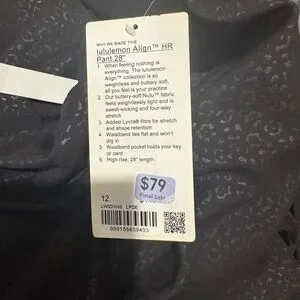 WHY WE MADE THIS
lululemon Align™ HR
Pant 28"
1. When feeling nothing is
everything. The lululemon
Align™ collection is so
weightless and buttery soft,
all you feel is your practice
2. Our buttery-soft Nulu™ fabric
feels weightlessly light and is
sweat-wicking and four-way
stretch
3. Added Lycra® fibre for stretch
and shape retention
4. Waistband lies flat and won't
dig in
5. Waistband pocket holds your key
or card
6. High rise, 28" length
$79
Final Sale
12
LW5DVHS LPDE
000155659493